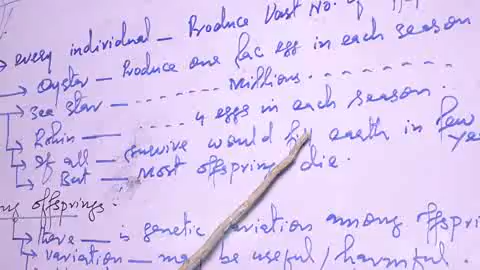 every individual — Produce Vast No. of
Oyster — Produce one lac egg in each season
See Star — - - - - - - - Millions - - - - - - - -
Robin — - - - - 4 eggs in each season.
If all — survive would fill earth in few
But — Most offspring die.
offsprings.
there — is genetic variation among offspri
variation — may be useful / harmful.